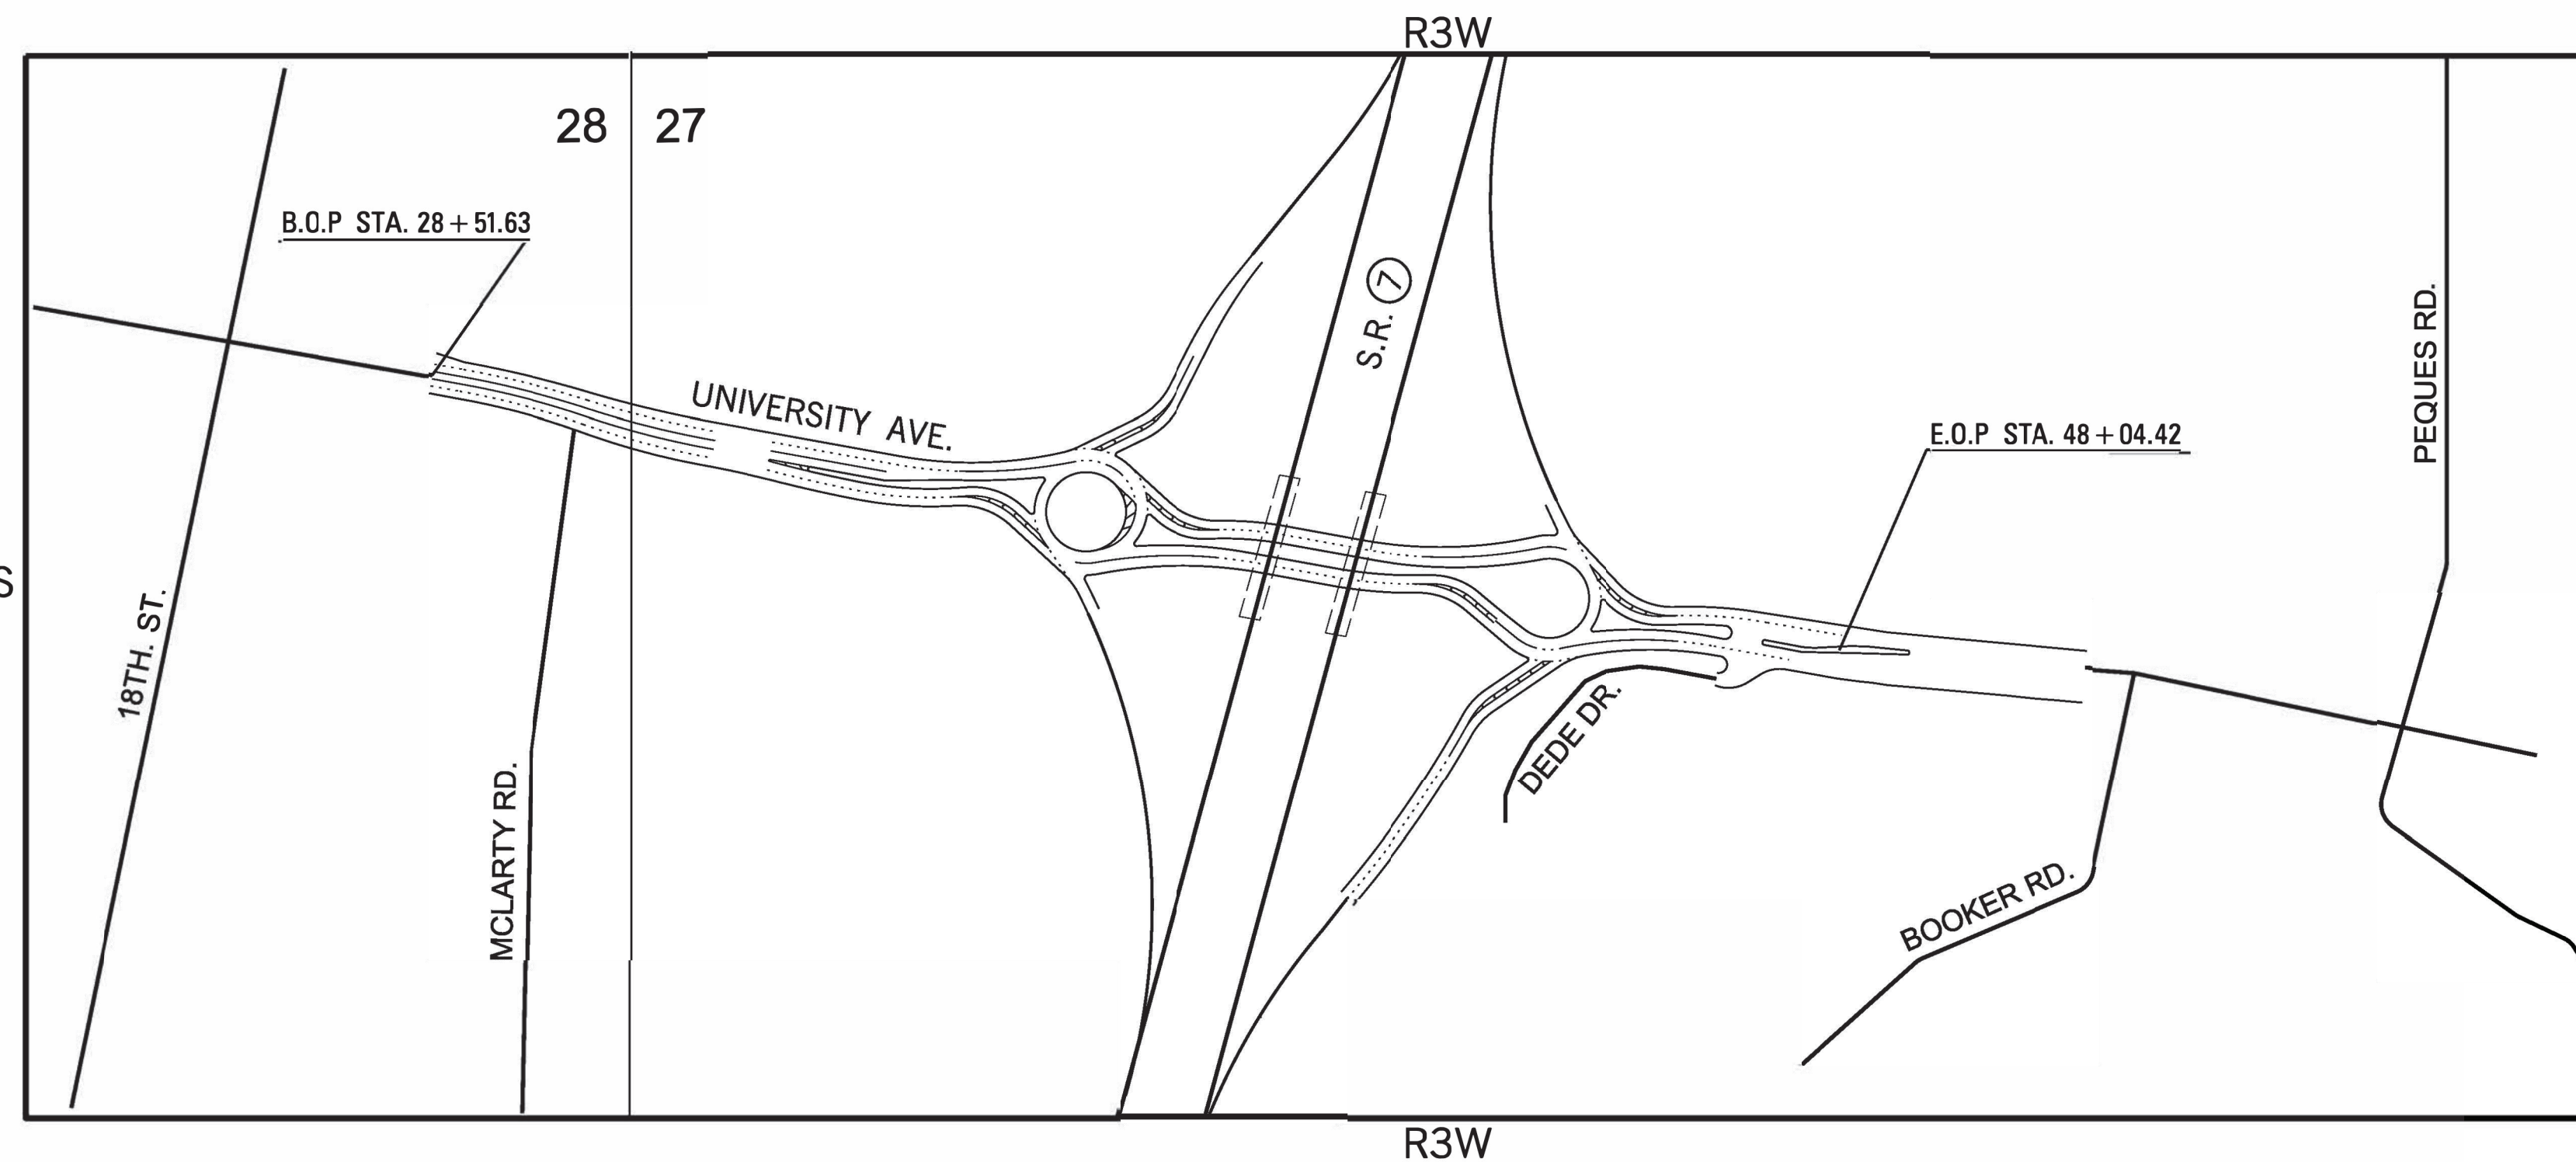 R3W
28 27
B.O.P STA. 28+51.63
S.R. 7
PEQUES RD.
UNIVERSITY AVE.
E.O.P STA. 48+04.42
S
18TH. ST.
DEDE DR.
MCLARTY RD.
BOOKER RD.
R3W